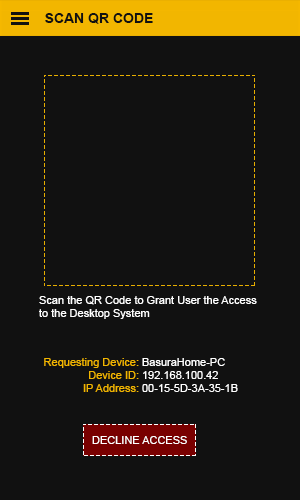 SCAN QR CODE
Scan the QR Code to Grant User the Access
to the Desktop System
Requesting Device: BasuraHome-PC
Device ID: 192.168.100.42
IP Address: 00-15-5D-3A-35-1B
DECLINE ACCESS